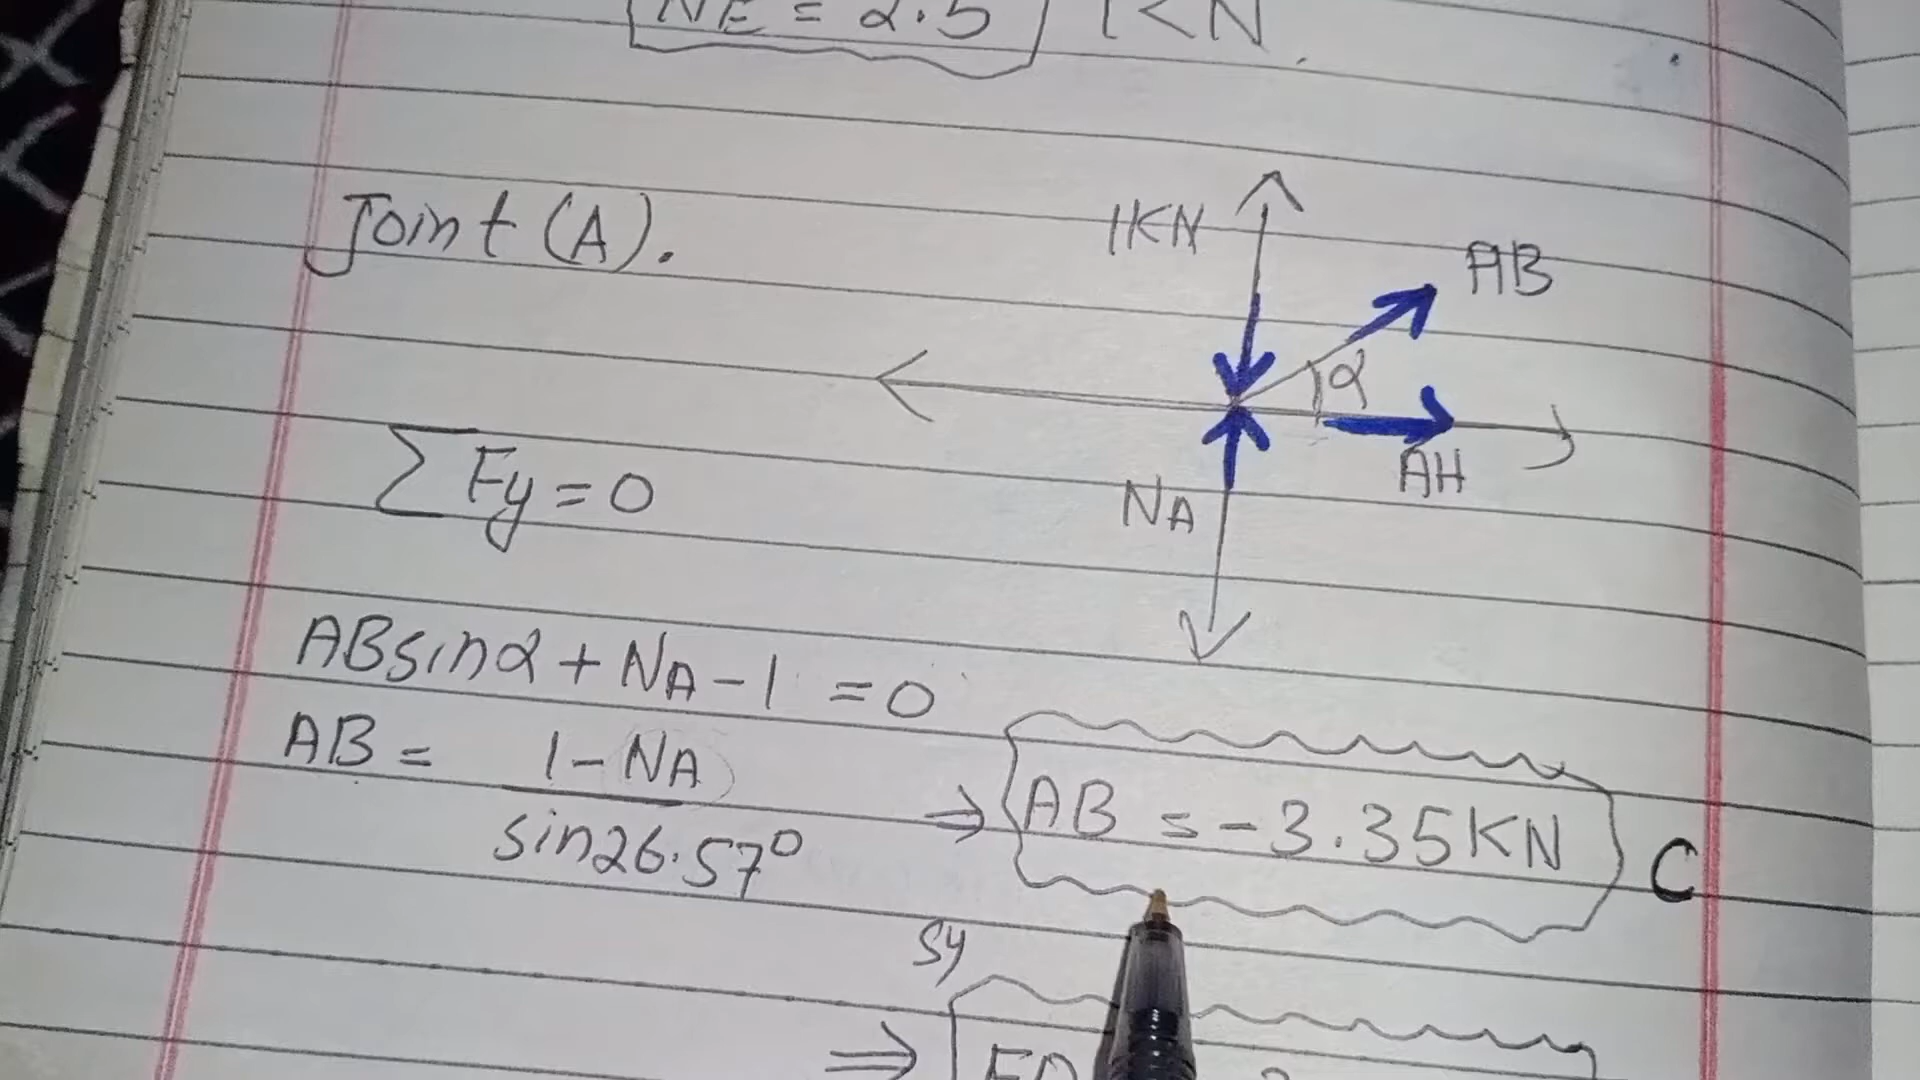 NE = 2.5 KN
Joint (A).
1KN
AB
α
AH
NA
∑Fy=0
ABsinα + NA - 1 = 0
AB = 1 - NA
sin26.57°
⇒ AB = -3.35KN C
Sy
⇒